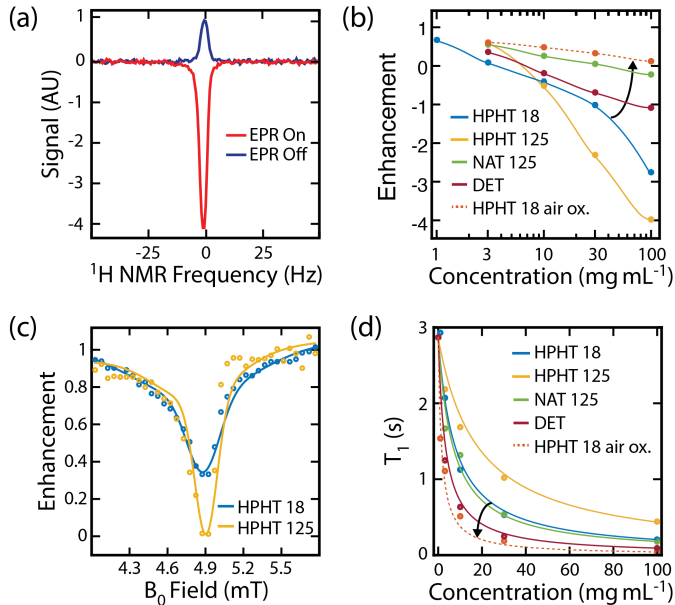 (a)
Signal (AU)
1
0
-1
-2
-3
-4
EPR On
EPR Off
-25
0
25
¹H NMR Frequency (Hz)
(b)
Enhancement
1
0
-1
-2
-3
-4
HPHT 18
HPHT 125
NAT 125
DET
HPHT 18 air ox.
1
3
10
30
100
Concentration (mg mL⁻¹)
(c)
Enhancement
1
0.8
0.6
0.4
0.2
0
HPHT 18
HPHT 125
4.3
4.6
4.9
5.2
5.5
B₀ Field (mT)
(d)
T₁ (s)
3
2
1
0
HPHT 18
HPHT 125
NAT 125
DET
HPHT 18 air ox.
0
20
40
60
80
100
Concentration (mg mL⁻¹)